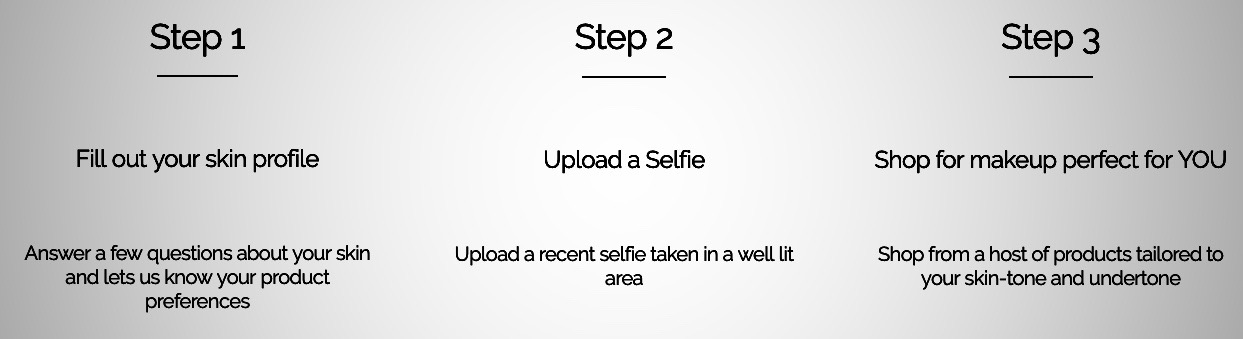 Step 1
Fill out your skin profile
Answer a few questions about your skin
and lets us know your product
preferences
Step 2
Upload a Selfie
Upload a recent selfie taken in a well lit
area
Step 3
Shop for makeup perfect for YOU
Shop from a host of products tailored to
your skin-tone and undertone